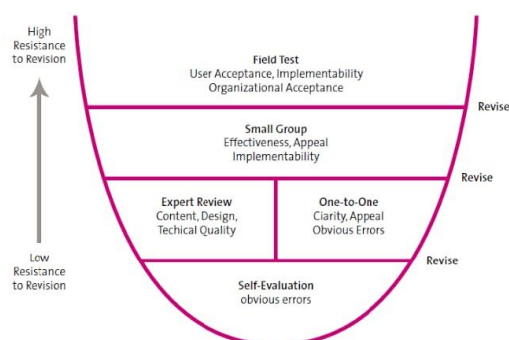 High
Resistance
to Revision
Field Test
User Acceptance, Implementability
Organizational Acceptance
Revise
Small Group
Effectiveness, Appeal
Implementability
Revise
Expert Review
Content, Design,
Techical Quality
One-to-One
Clarity, Appeal
Obvious Errors
Low
Resistance
to Revision
Revise
Self-Evaluation
obvious errors